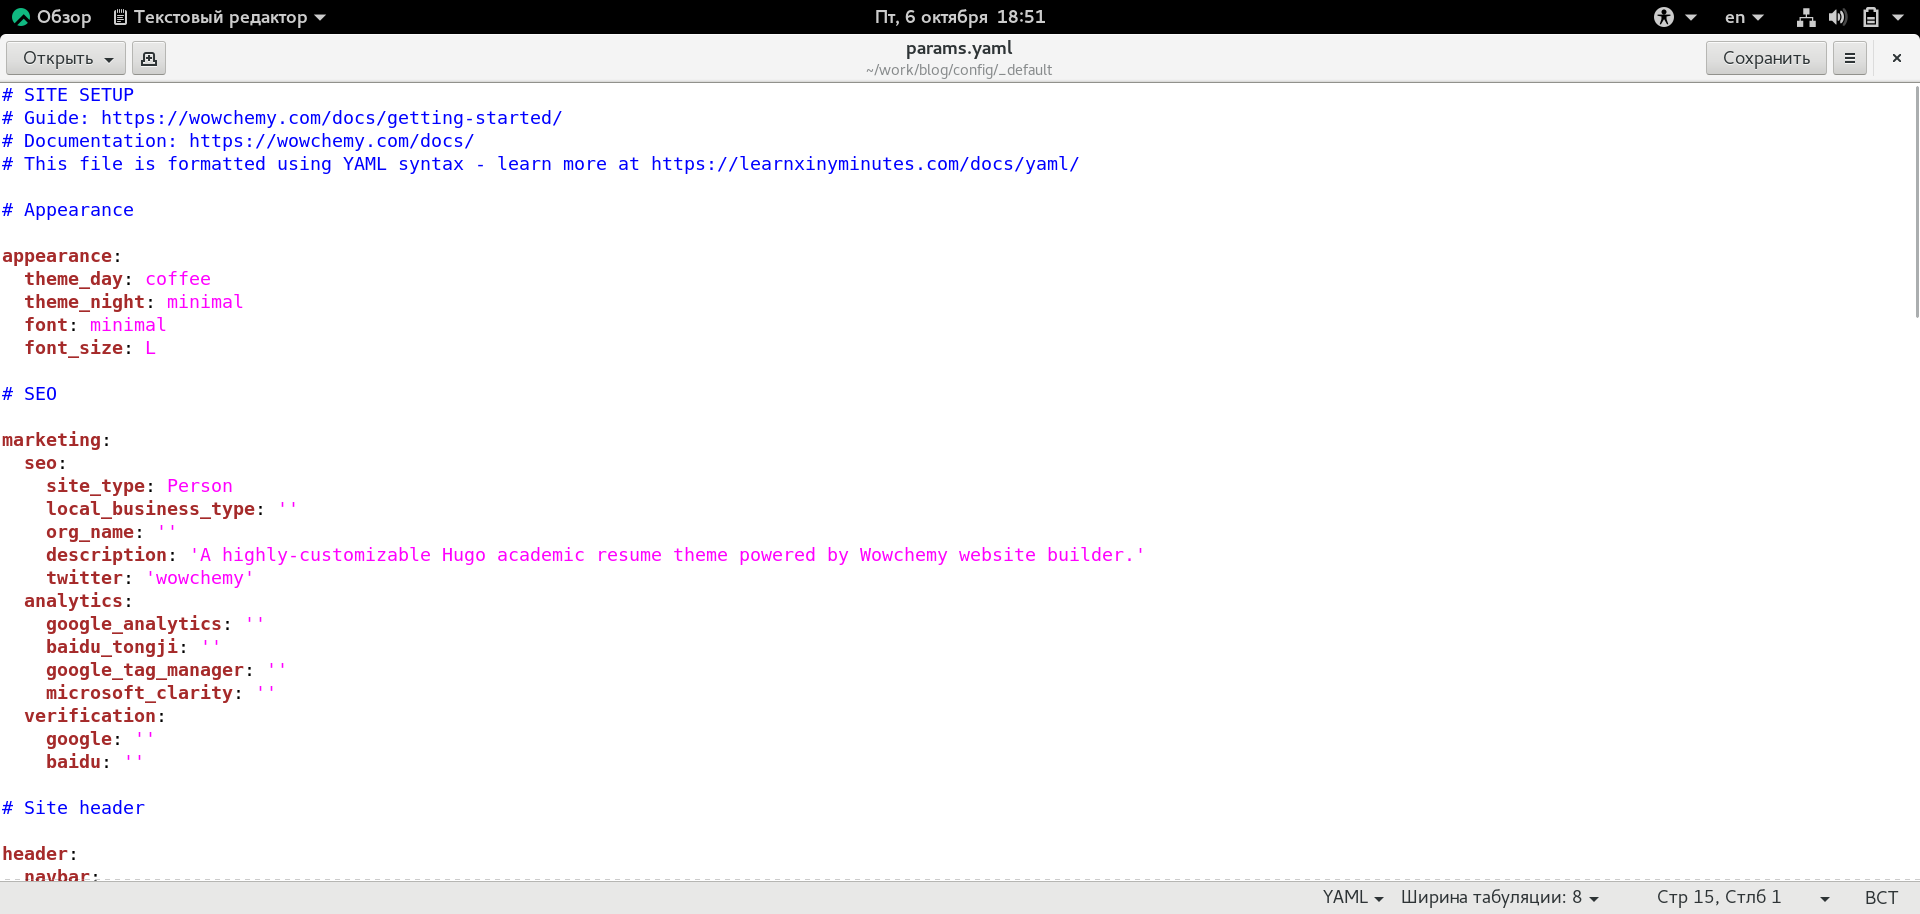 Обзор Текстовый редактор Пт, 6 октября 18:51 en
Открыть params.yaml Сохранить
~/work/blog/config/_default
# SITE SETUP
# Guide: https://wowchemy.com/docs/getting-started/
# Documentation: https://wowchemy.com/docs/
# This file is formatted using YAML syntax - learn more at https://learnxinyminutes.com/docs/yaml/
# Appearance
appearance:
  theme_day: coffee
  theme_night: minimal
  font: minimal
  font_size: L
# SEO
marketing:
  seo:
    site_type: Person
    local_business_type: ''
    org_name: ''
    description: 'A highly-customizable Hugo academic resume theme powered by Wowchemy website builder.'
    twitter: 'wowchemy'
  analytics:
    google_analytics: ''
    baidu_tongji: ''
    google_tag_manager: ''
    microsoft_clarity: ''
  verification:
    google: ''
    baidu: ''
# Site header
header:
  navbar:
YAML Ширина табуляции: 8 Стр 15, Стлб 1 ВСТ